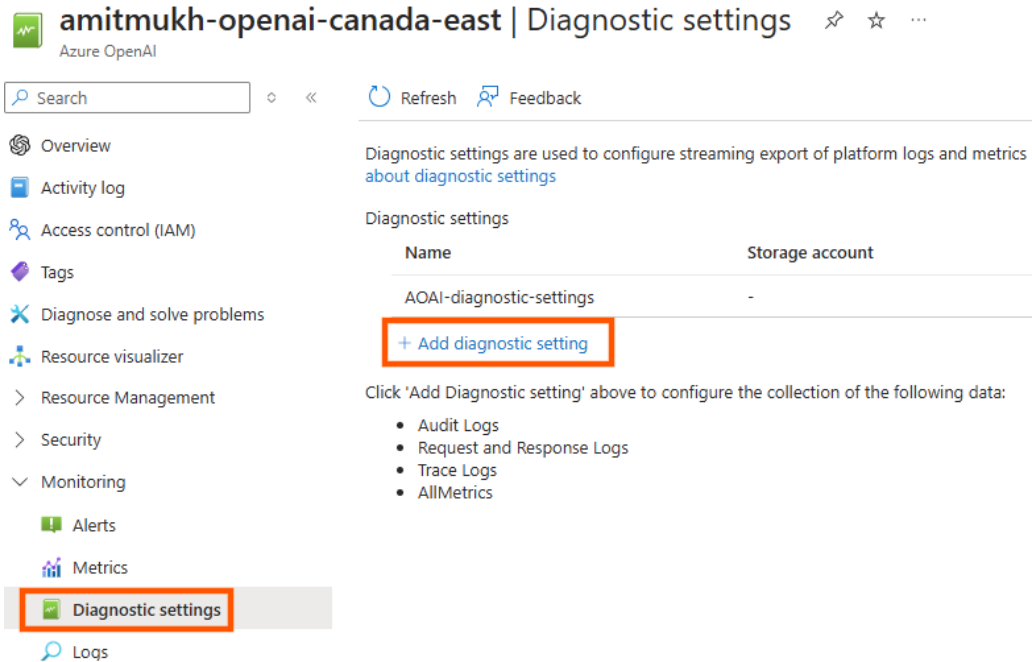 amitmukh-openai-canada-east | Diagnostic settings ...
Azure OpenAI
Search
Refresh Feedback
Overview
Activity log
Access control (IAM)
Tags
Diagnose and solve problems
Resource visualizer
Resource Management
Security
Monitoring
Alerts
Metrics
Diagnostic settings
Logs
Diagnostic settings are used to configure streaming export of platform logs and metrics
about diagnostic settings
Diagnostic settings
Name Storage account
AOAI-diagnostic-settings -
+ Add diagnostic setting
Click 'Add Diagnostic setting' above to configure the collection of the following data:
• Audit Logs
• Request and Response Logs
• Trace Logs
• AllMetrics